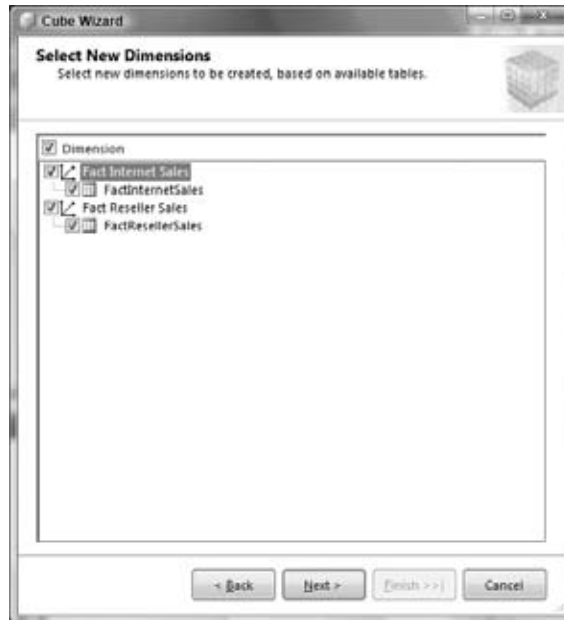 Cube Wizard
Select New Dimensions
Select new dimensions to be created, based on available tables.
Dimension
Fact Internet Sales
FactInternetSales
Fact Reseller Sales
FactResellerSales
< Back
Next >
Finish >>|
Cancel